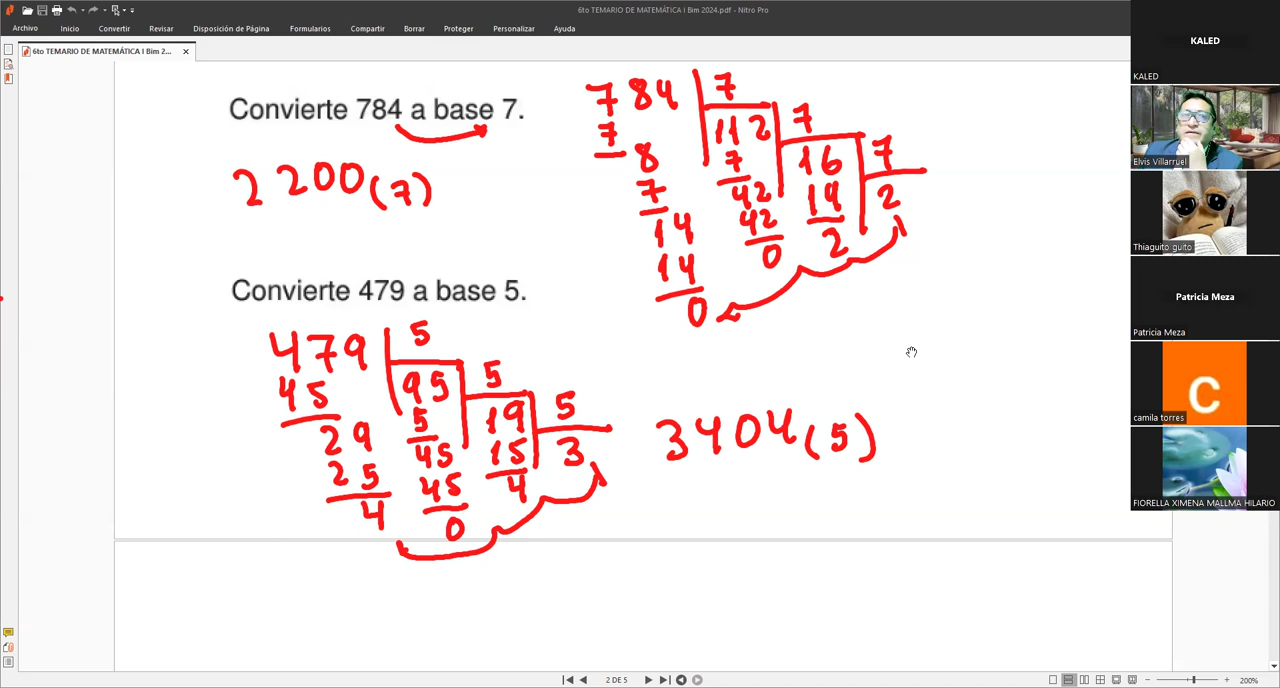 6to TEMARIO DE MATEMÁTICA I Bim 2024.pdf - Nitro Pro
Archivo Inicio Convertir Revisar Disposición de Página Formularios Compartir Borrar Proteger Personalizar Ayuda
6to TEMARIO DE MATEMÁTICA I Bim 2...
Convierte 784 a base 7.
2200(7)
784 7
7 112 7
8 7 16 7
7 42 14 2
14 42 2
14 0
0
Convierte 479 a base 5.
479 5
45 95 5
29 5 19 5
25 45 15 3
4 45 4
0
3404(5)
KALED
KALED
Elvis Villarruel
Thiaguito guito
Patricia Meza
Patricia Meza
C
camila torres
FIORELLA XIMENA MALLMA HILARIO
2 DE 5
200%